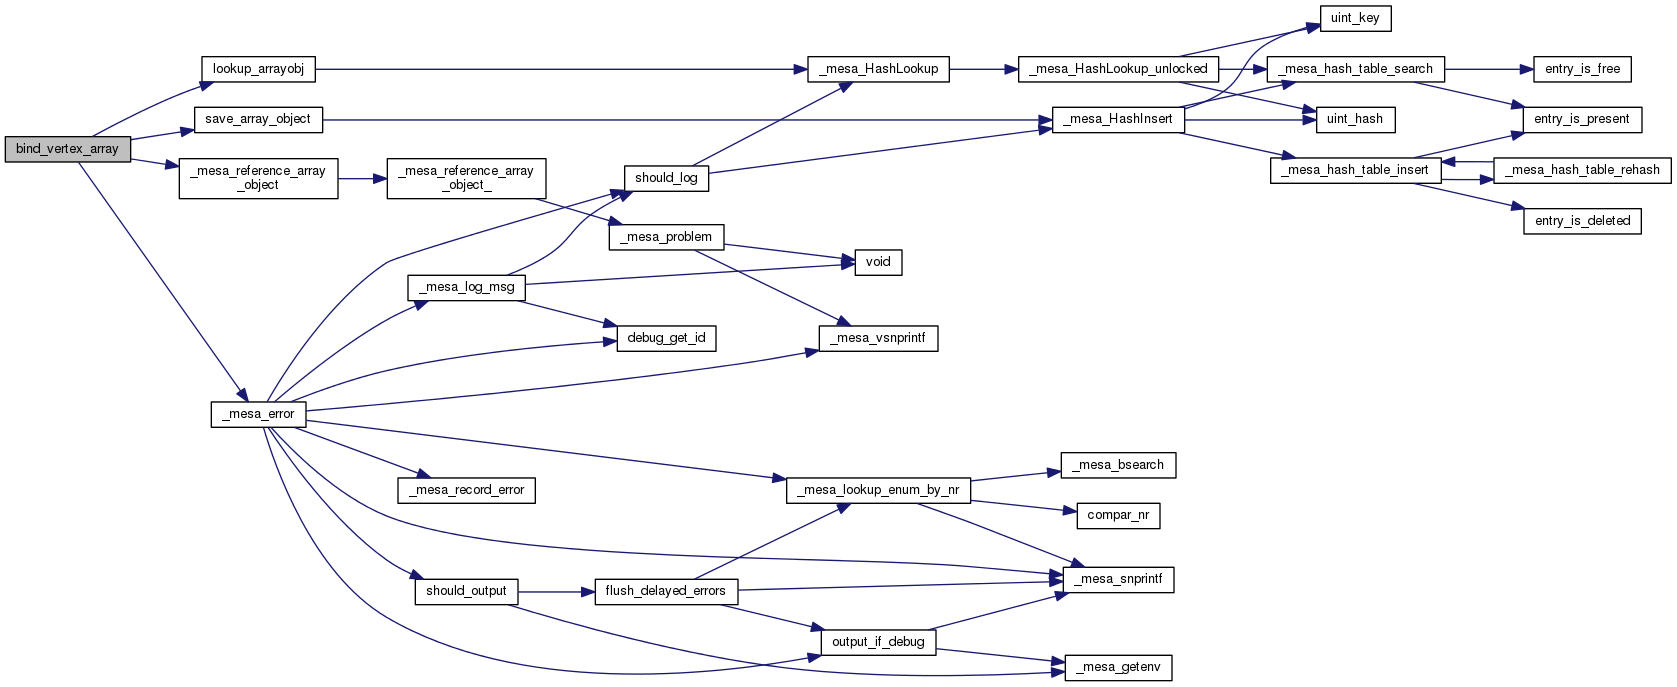 uint_key
lookup_arrayobj
_mesa_HashLookup
_mesa_HashLookup_unlocked
_mesa_hash_table_search
entry_is_free
save_array_object
_mesa_HashInsert
uint_hash
entry_is_present
bind_vertex_array
_mesa_reference_array
_object
_mesa_reference_array
_object_
should_log
_mesa_hash_table_insert
_mesa_hash_table_rehash
entry_is_deleted
_mesa_problem
void
_mesa_log_msg
debug_get_id
_mesa_vsnprintf
_mesa_error
_mesa_bsearch
_mesa_record_error
_mesa_lookup_enum_by_nr
compar_nr
should_output
flush_delayed_errors
_mesa_snprintf
output_if_debug
_mesa_getenv